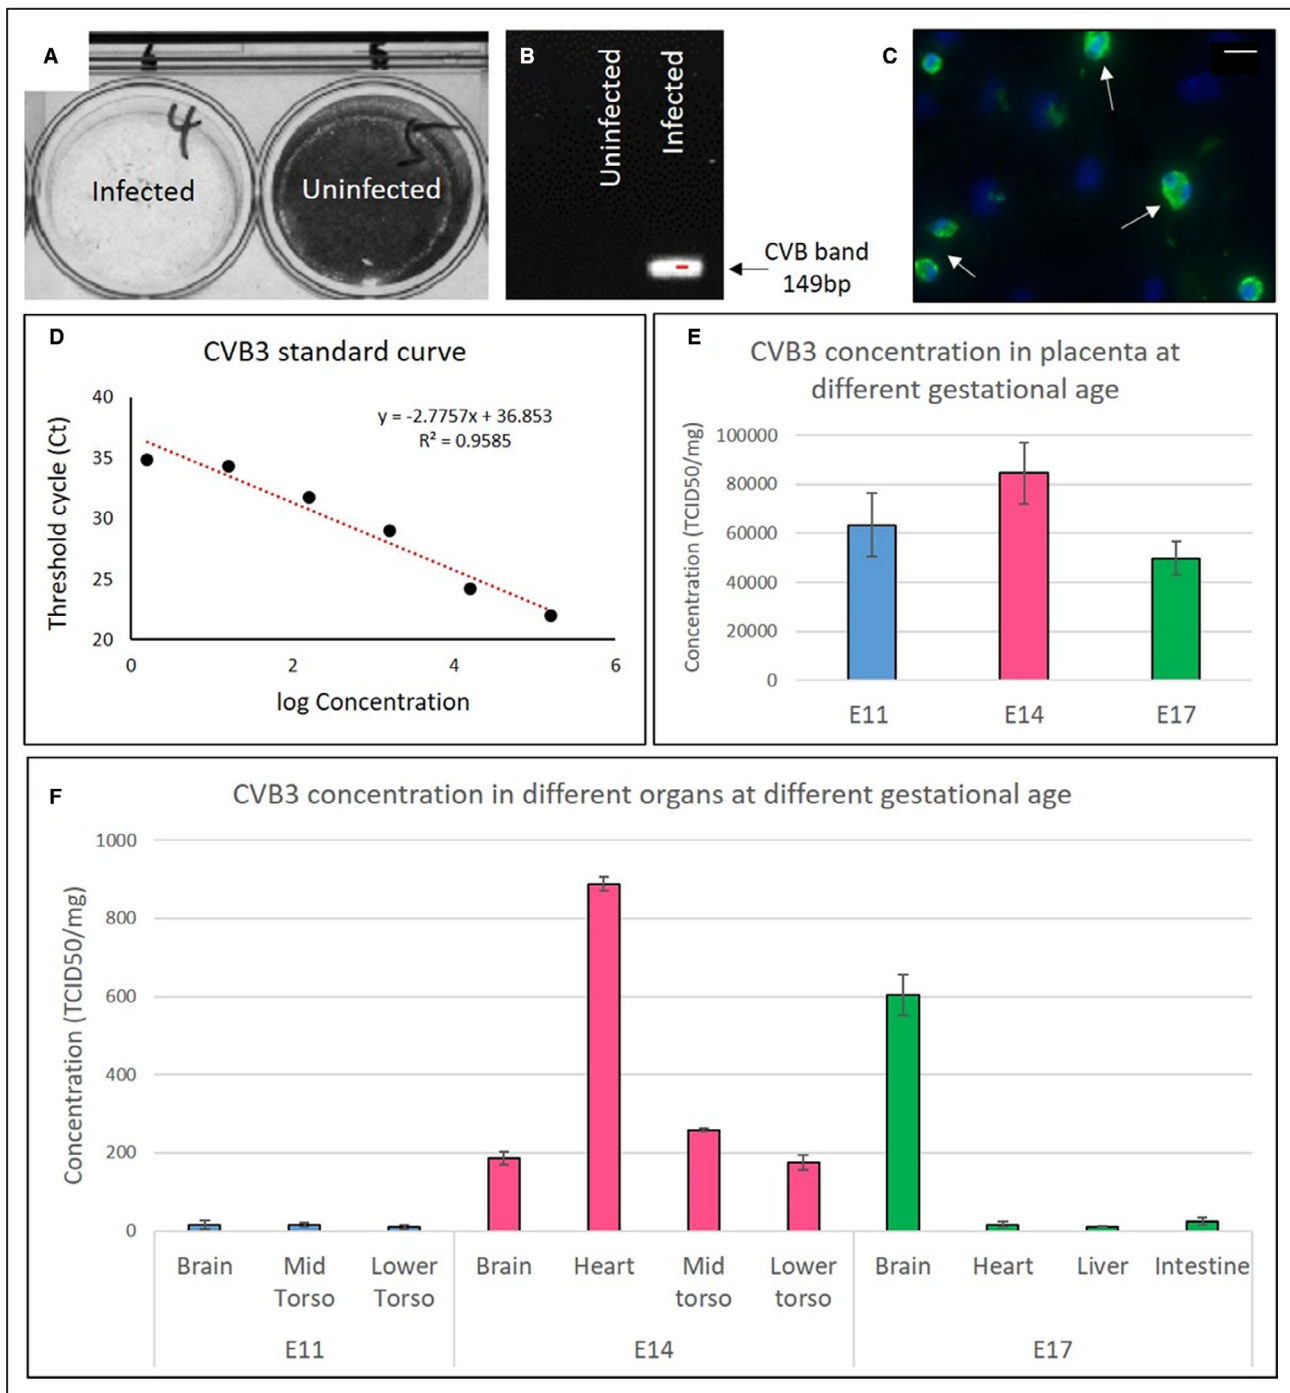 A
4
Infected
5
Uninfected
B
Uninfected
Infected
CVB band
149bp
C
D
CVB3 standard curve
y = -2.7757x + 36.853
R² = 0.9585
Threshold cycle (Ct)
40
35
30
25
20
0 2 4 6
log Concentration
E
CVB3 concentration in placenta at
different gestational age
Concentration (TCID50/mg)
100000
80000
60000
40000
20000
0
E11 E14 E17
F
CVB3 concentration in different organs at different gestational age
Concentration (TCID50/mg)
1000
800
600
400
200
0
Brain Mid Lower Brain Heart Mid Lower Brain Heart Liver Intestine
Torso Torso torso torso
E11 E14 E17